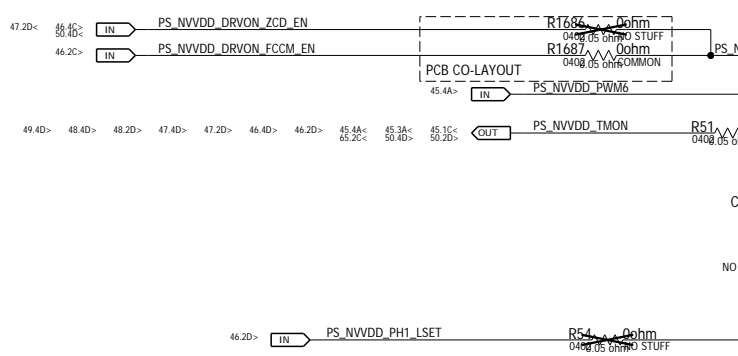 47.2D< 46.4C> 50.4D< IN PS_NVVDD_DRVON_ZCD_EN R1686 0ohm
0402 0.05 ohm NO STUFF
46.2C> IN PS_NVVDD_DRVON_FCCM_EN R1687 0ohm PS_N
0402 0.05 ohm COMMON
PCB CO-LAYOUT
45.4A> IN PS_NVVDD_PWM6
49.4D> 48.4D> 48.2D> 47.4D> 47.2D> 46.4D> 46.2D> 45.4A< 45.3A< 45.1C< OUT PS_NVVDD_TMON R51
65.2C< 50.4D> 50.2D> 0402 0.05 o
C
NO
46.2D> IN PS_NVVDD_PH1_LSET R54 0ohm
0402 0.05 ohm NO STUFF